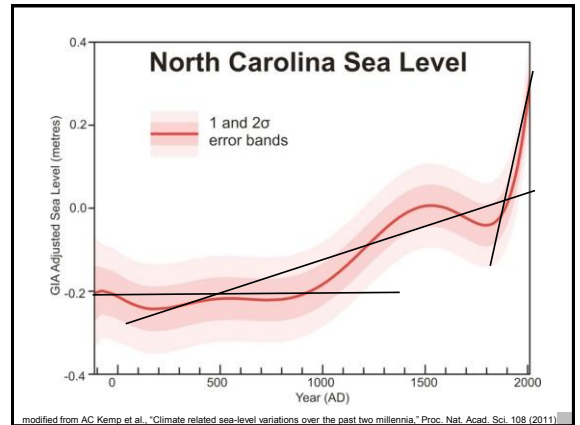 North Carolina Sea Level
1 and 2σ
error bands
GIA Adjusted Sea Level (metres)
0.4
0.2
0.0
-0.2
-0.4
0
500
1000
1500
2000
Year (AD)
modified from AC Kemp et al., "Climate related sea-level variations over the past two millennia," Proc. Nat. Acad. Sci. 108 (2011)